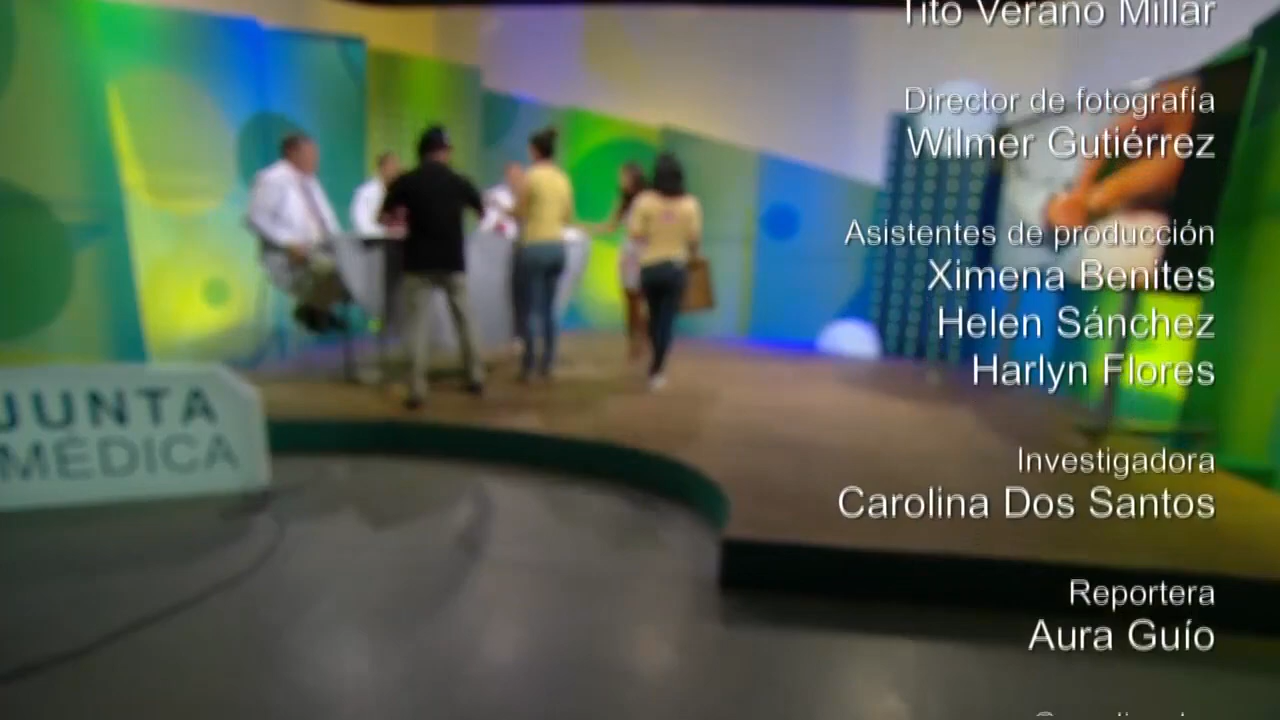 Tito Verano Millar
Director de fotografía
Wilmer Gutiérrez
Asistentes de producción
Ximena Benites
Helen Sánchez
Harlyn Flores
JUNTA
MÉDICA
Investigadora
Carolina Dos Santos
Reportera
Aura Guío